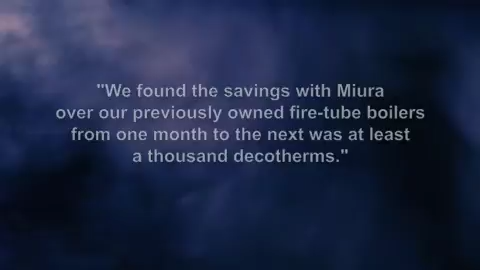 "We found the savings with Miura
over our previously owned fire-tube boilers
from one month to the next was at least
a thousand decotherms."